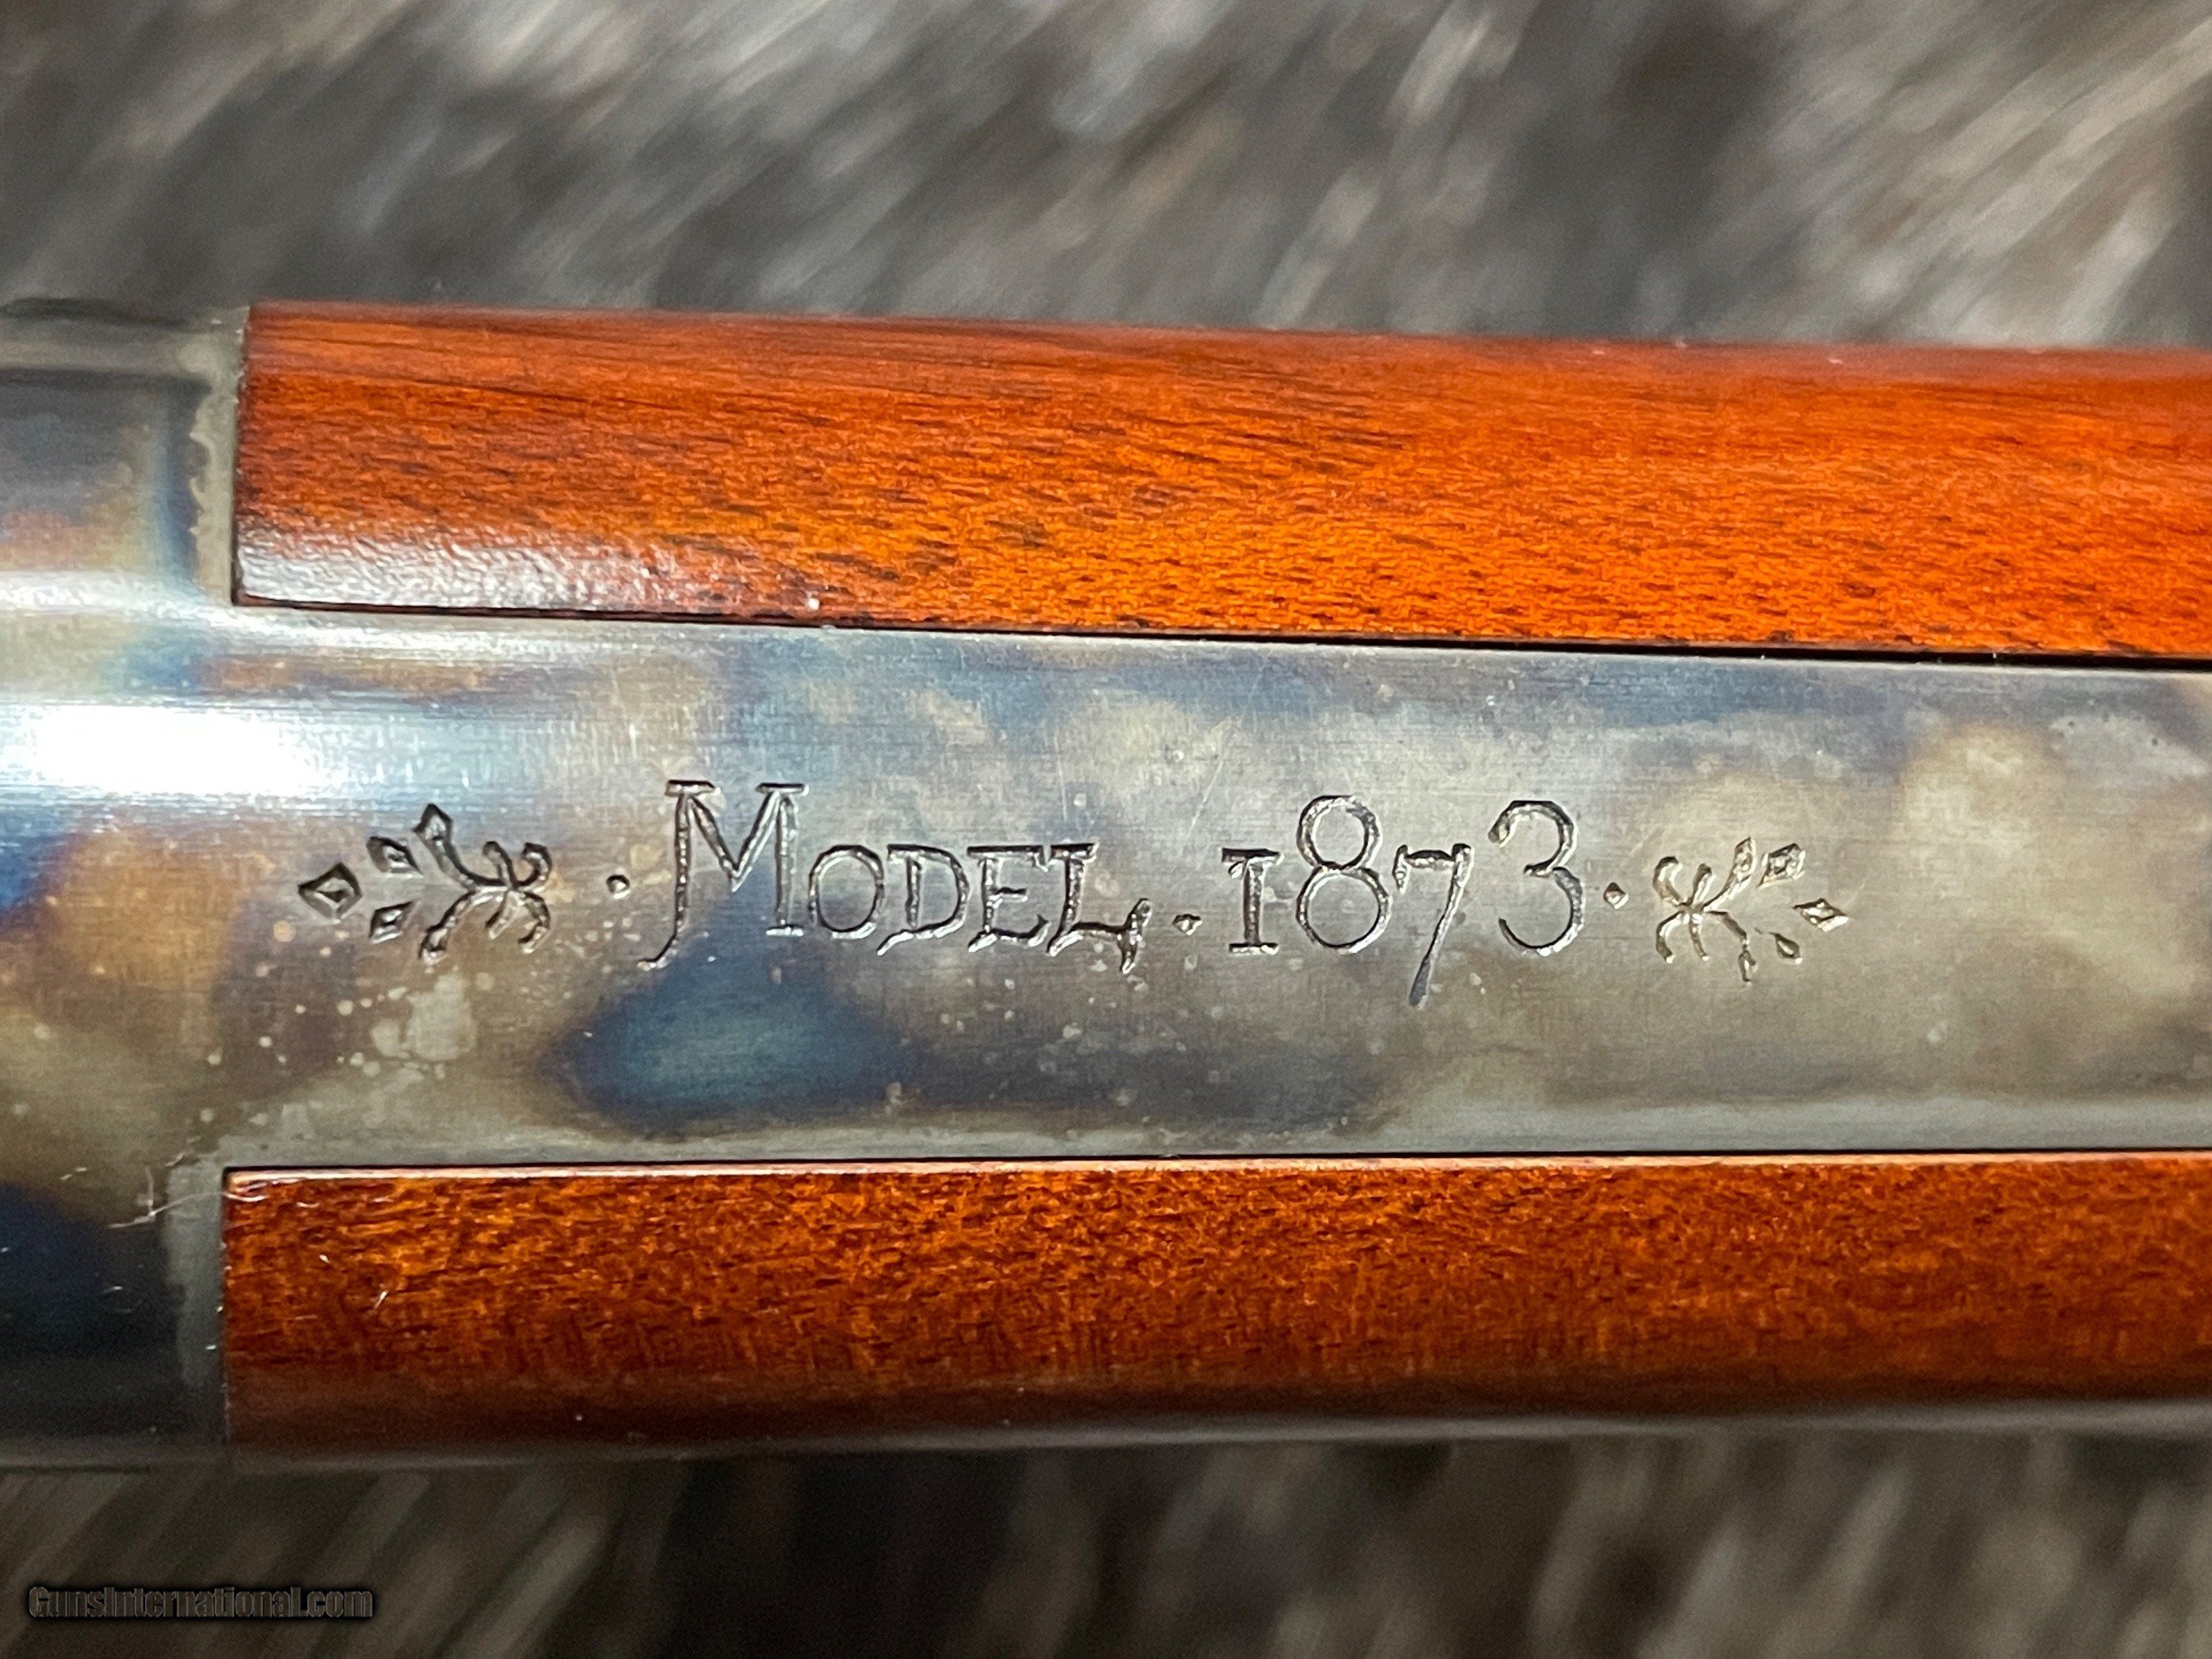 · MODEL · 1873 ·
GunsInternational.com